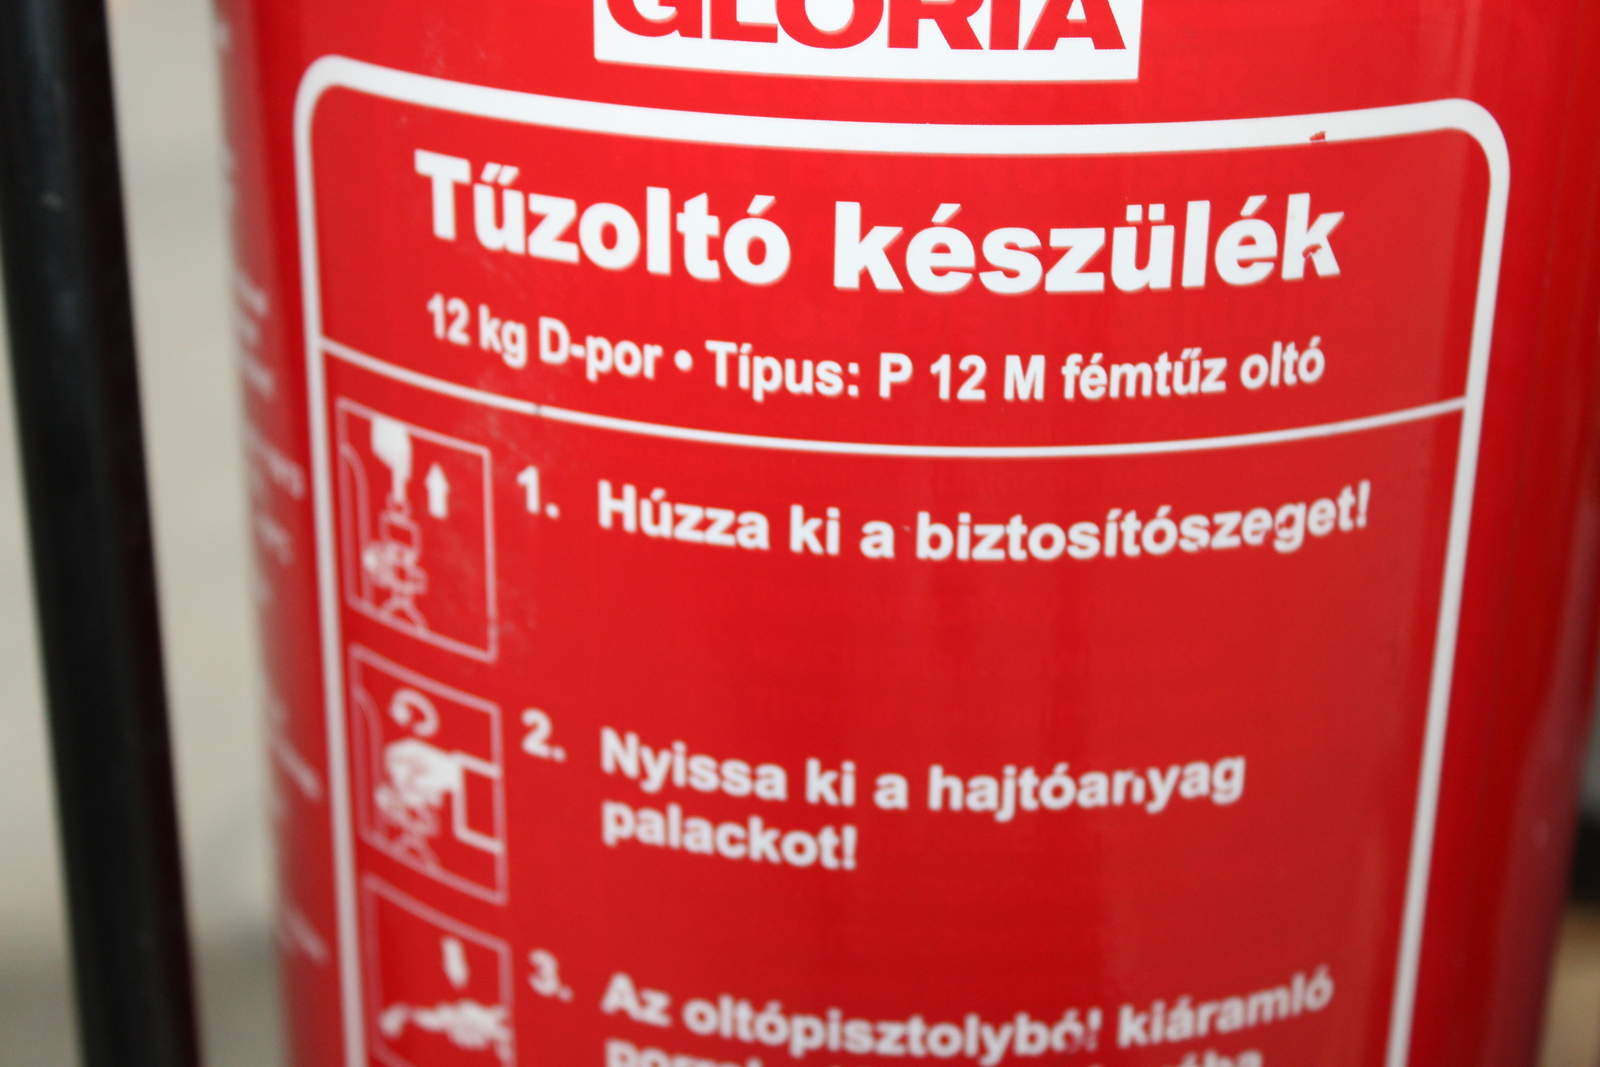 GLORIA
Tűzoltó készülék
12 kg D-por • Típus: P 12 M fémtűz oltó
1. Húzza ki a biztosítószeget!
2. Nyissa ki a hajtóanyag
palackot!
3. Az oltópisztolyból kiáramló